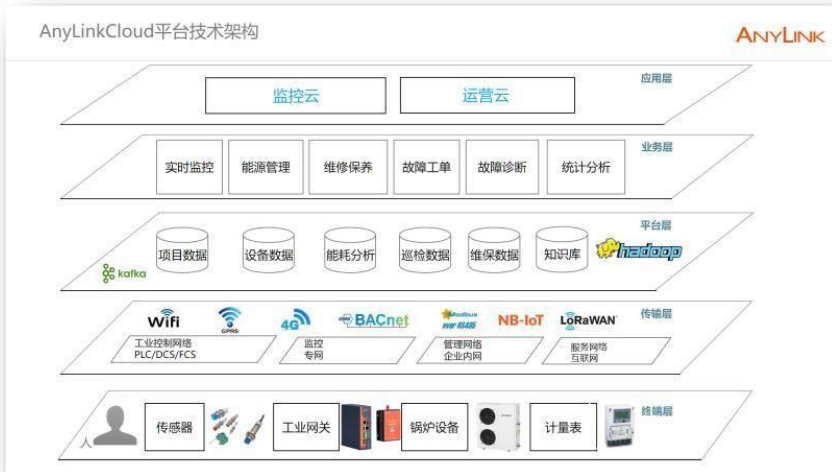 AnyLinkCloud平台技术架构
ANYLINK
应用层
监控云
运营云
业务层
实时监控
能源管理
维修保养
故障工单
故障诊断
统计分析
平台层
项目数据
设备数据
能耗分析
巡检数据
维保数据
知识库
hadoop
kafka
传输层
Wifi
GPRS
4G
BACnet
Modbus
over RS485
NB-IoT
LoRaWAN
工业控制网络
PLC/DCS/FCS
监控
专网
管理网络
企业内网
服务网络
互联网
终端层
人
传感器
工业网关
锅炉设备
计量表